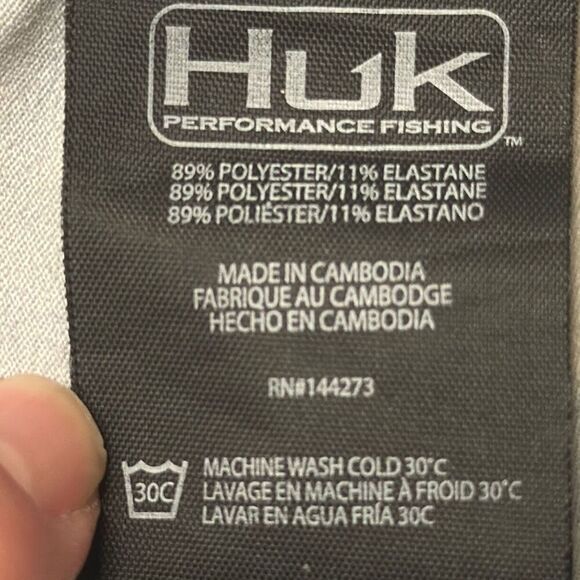 Huk
PERFORMANCE FISHING
TM
89% POLYESTER/11% ELASTANE
89% POLYESTER/11% ELASTANE
89% POLIÉSTER/11% ELASTANO
MADE IN CAMBODIA
FABRIQUE AU CAMBODGE
HECHO EN CAMBODIA
RN#144273
30C
MACHINE WASH COLD 30°C
LAVAGE EN MACHINE À FROID 30°C
LAVAR EN AGUA FRÍA 30C